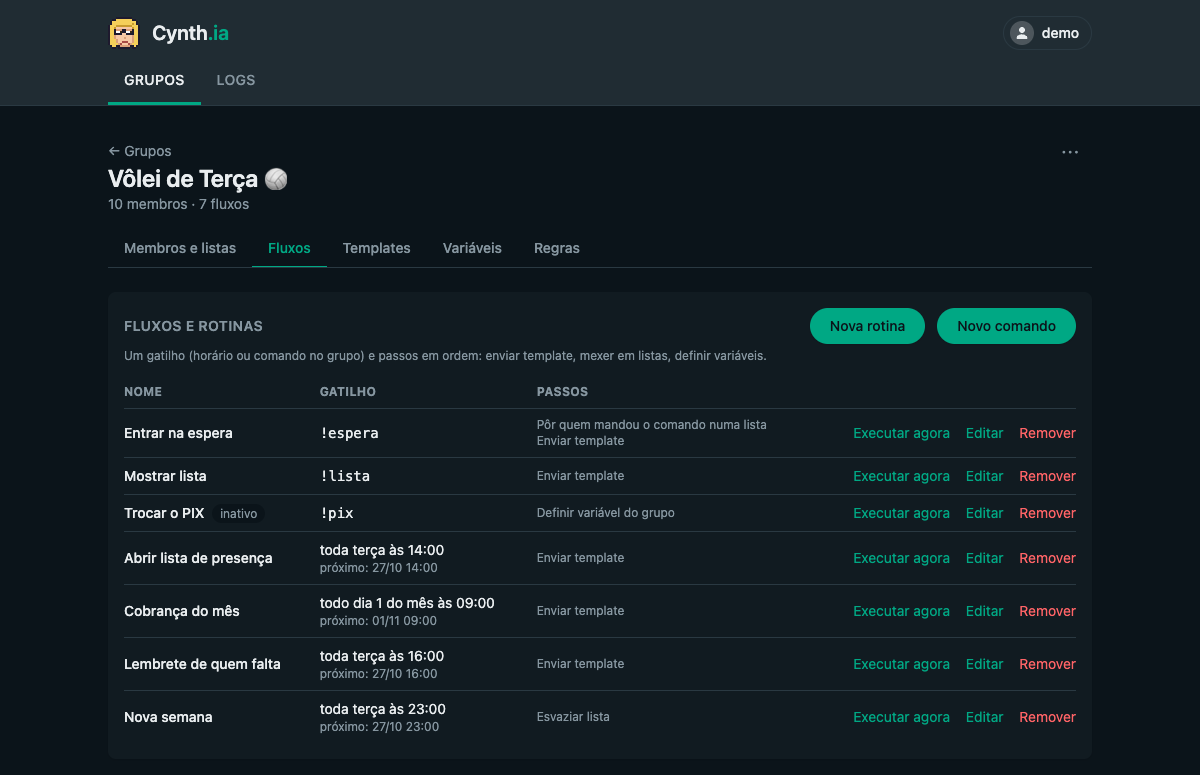 Cynth.ia
demo
GRUPOS LOGS
← Grupos
...
Vôlei de Terça
10 membros · 7 fluxos
Membros e listas Fluxos Templates Variáveis Regras
FLUXOS E ROTINAS
Nova rotina Novo comando
Um gatilho (horário ou comando no grupo) e passos em ordem: enviar template, mexer em listas, definir variáveis.
NOME GATILHO PASSOS
Entrar na espera !espera Pôr quem mandou o comando numa lista
Enviar template
Executar agora Editar Remover
Mostrar lista !lista Enviar template Executar agora Editar Remover
Trocar o PIX inativo !pix Definir variável do grupo Executar agora Editar Remover
Abrir lista de presença toda terça às 14:00
próximo: 27/10 14:00
Enviar template Executar agora Editar Remover
Cobrança do mês todo dia 1 do mês às 09:00
próximo: 01/11 09:00
Enviar template Executar agora Editar Remover
Lembrete de quem falta toda terça às 16:00
próximo: 27/10 16:00
Enviar template Executar agora Editar Remover
Nova semana toda terça às 23:00
próximo: 27/10 23:00
Esvaziar lista Executar agora Editar Remover